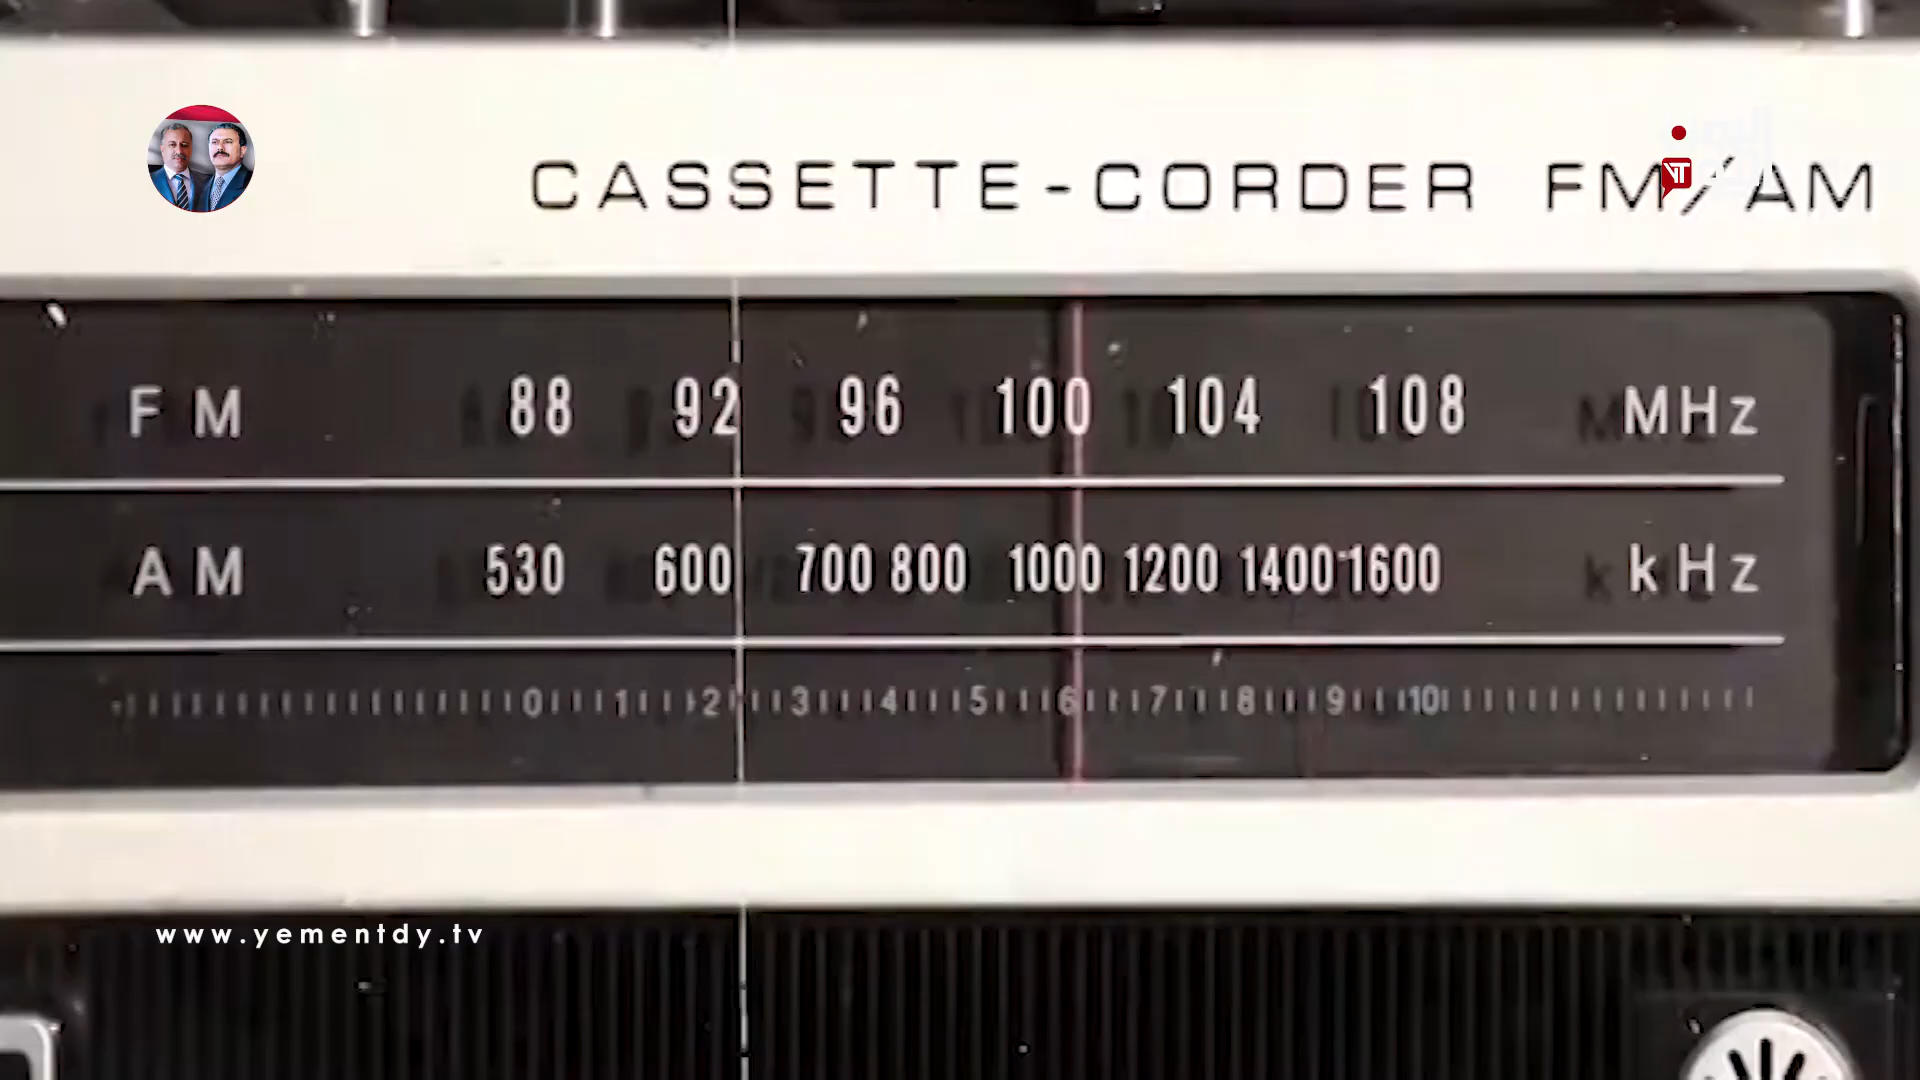 CASSETTE-CORDER FM/AM
YT
FM 88 92 96 100 104 108 MHz
AM 530 600 700 800 1000 1200 1400 1600 kHz
0 1 2 3 4 5 6 7 8 9 10
www.yementdy.tv